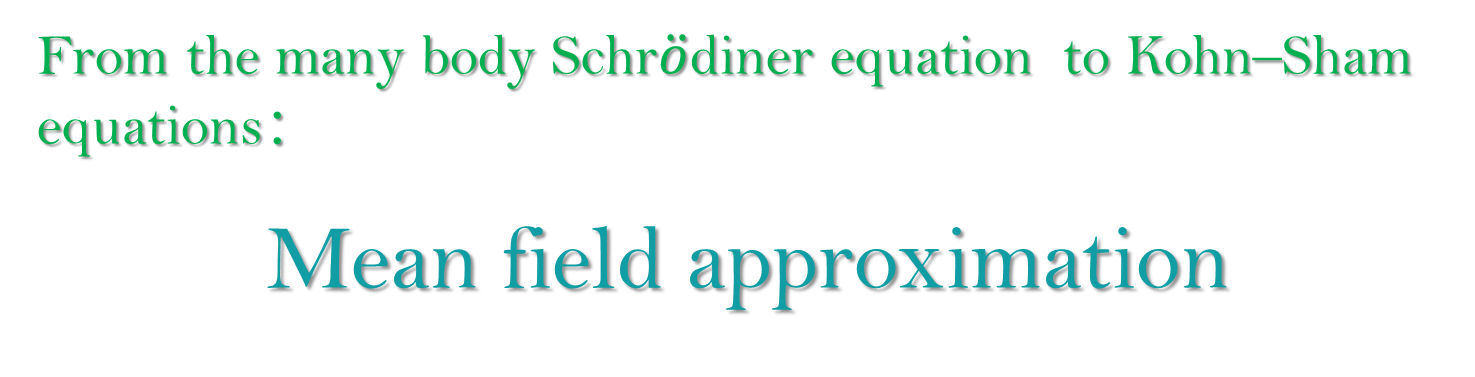 From the many body Schrödiner equation to Kohn–Sham
equations:
Mean field approximation